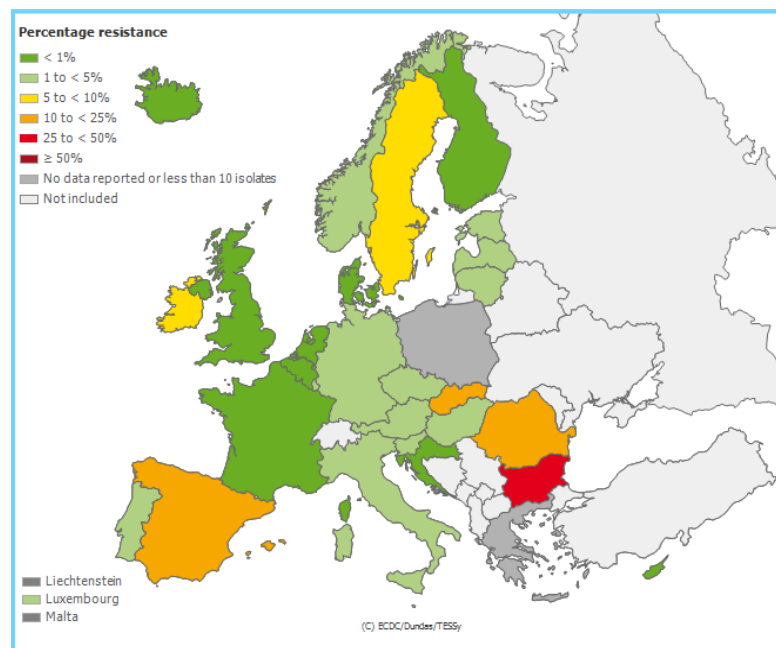 Percentage resistance
< 1%
1 to < 5%
5 to < 10%
10 to < 25%
25 to < 50%
≥ 50%
No data reported or less than 10 isolates
Not included
Liechtenstein
Luxembourg
Malta
(C) ECDC/Dundas/TESSy